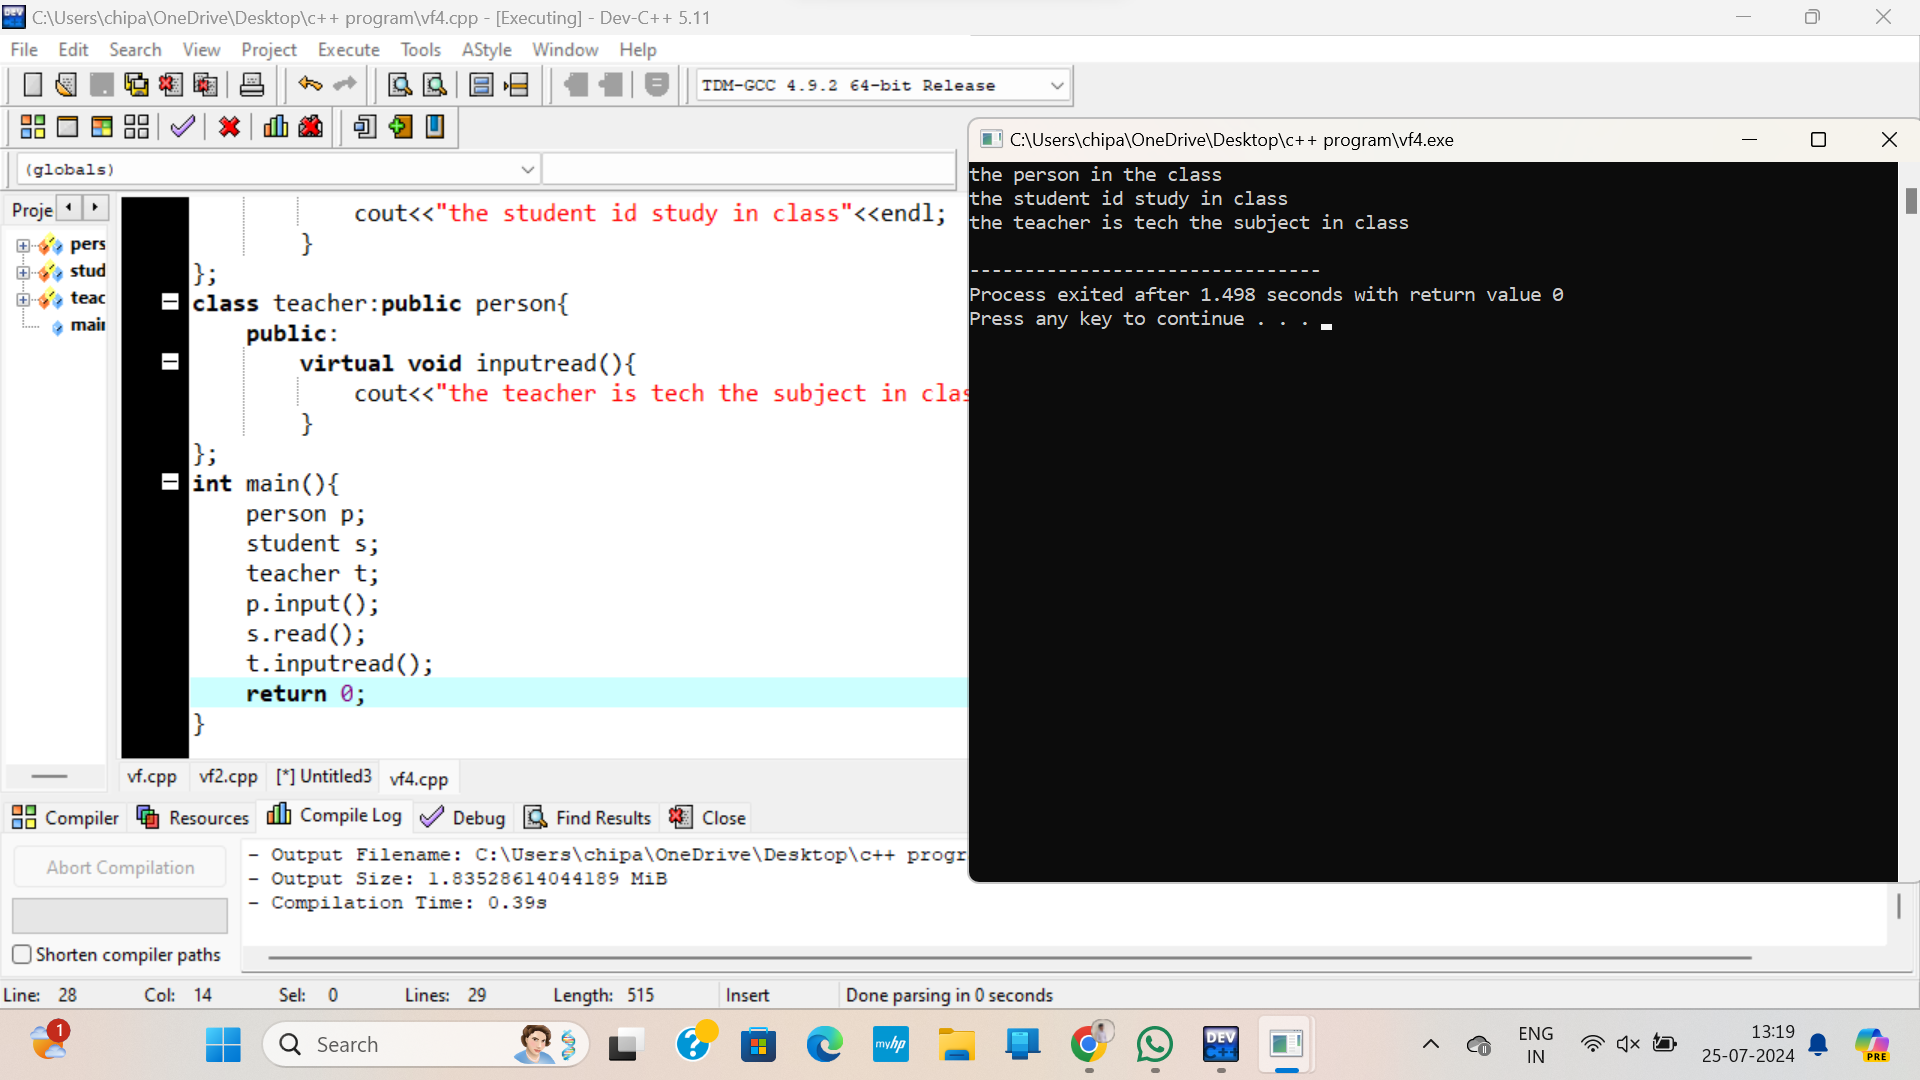 C:\Users\chipa\OneDrive\Desktop\c++ program\vf4.cpp - [Executing] - Dev-C++ 5.11
File Edit Search View Project Execute Tools AStyle Window Help
TDM-GCC 4.9.2 64-bit Release
(globals)
Proje
pers
stud
teac
mair
cout<<"the student id study in class"<<endl;
}
};
class teacher:public person{
public:
virtual void inputread(){
cout<<"the teacher is tech the subject in clas
}
};
int main(){
person p;
student s;
teacher t;
p.input();
s.read();
t.inputread();
return 0;
}
vf.cpp vf2.cpp [*] Untitled3 vf4.cpp
C:\Users\chipa\OneDrive\Desktop\c++ program\vf4.exe
the person in the class
the student id study in class
the teacher is tech the subject in class
--------------------------------
Process exited after 1.498 seconds with return value 0
Press any key to continue . . .
Compiler Resources Compile Log Debug Find Results Close
Abort Compilation
Shorten compiler paths
- Output Filename: C:\Users\chipa\OneDrive\Desktop\c++ progr
- Output Size: 1.83528614044189 MiB
- Compilation Time: 0.39s
Line: 28 Col: 14 Sel: 0 Lines: 29 Length: 515 Insert Done parsing in 0 seconds
1
Search
myhp
DEV
C++
ENG
IN
13:19
25-07-2024
PRE